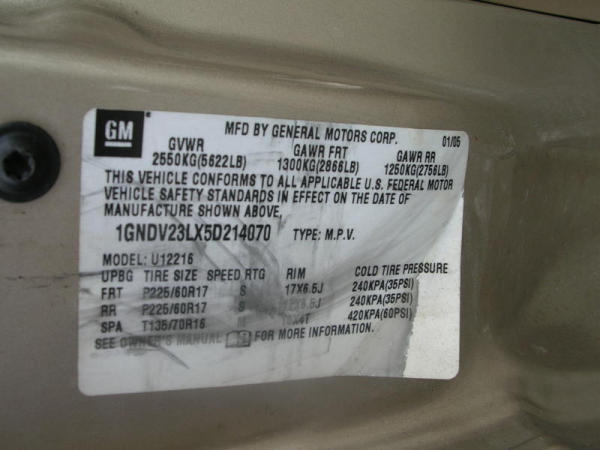 GM
MFD BY GENERAL MOTORS CORP. 01/05
GVWR GAWR FRT GAWR RR
2550KG(5622LB) 1300KG(2866LB) 1250KG(2756LB)
THIS VEHICLE CONFORMS TO ALL APPLICABLE U.S. FEDERAL MOTOR
VEHICLE SAFETY STANDARDS IN EFFECT ON THE DATE OF
MANUFACTURE SHOWN ABOVE.
1GNDV23LX5D214070 TYPE: M.P.V.
MODEL: U12216
UPBG TIRE SIZE SPEED RTG RIM COLD TIRE PRESSURE
FRT P225/60R17 S 17X6.5J 240KPA(35PSI)
RR P225/60R17 S 17X6.5J 240KPA(35PSI)
SPA T135/70R16 420KPA(60PSI)
SEE OWNER'S MANUAL FOR MORE INFORMATION.